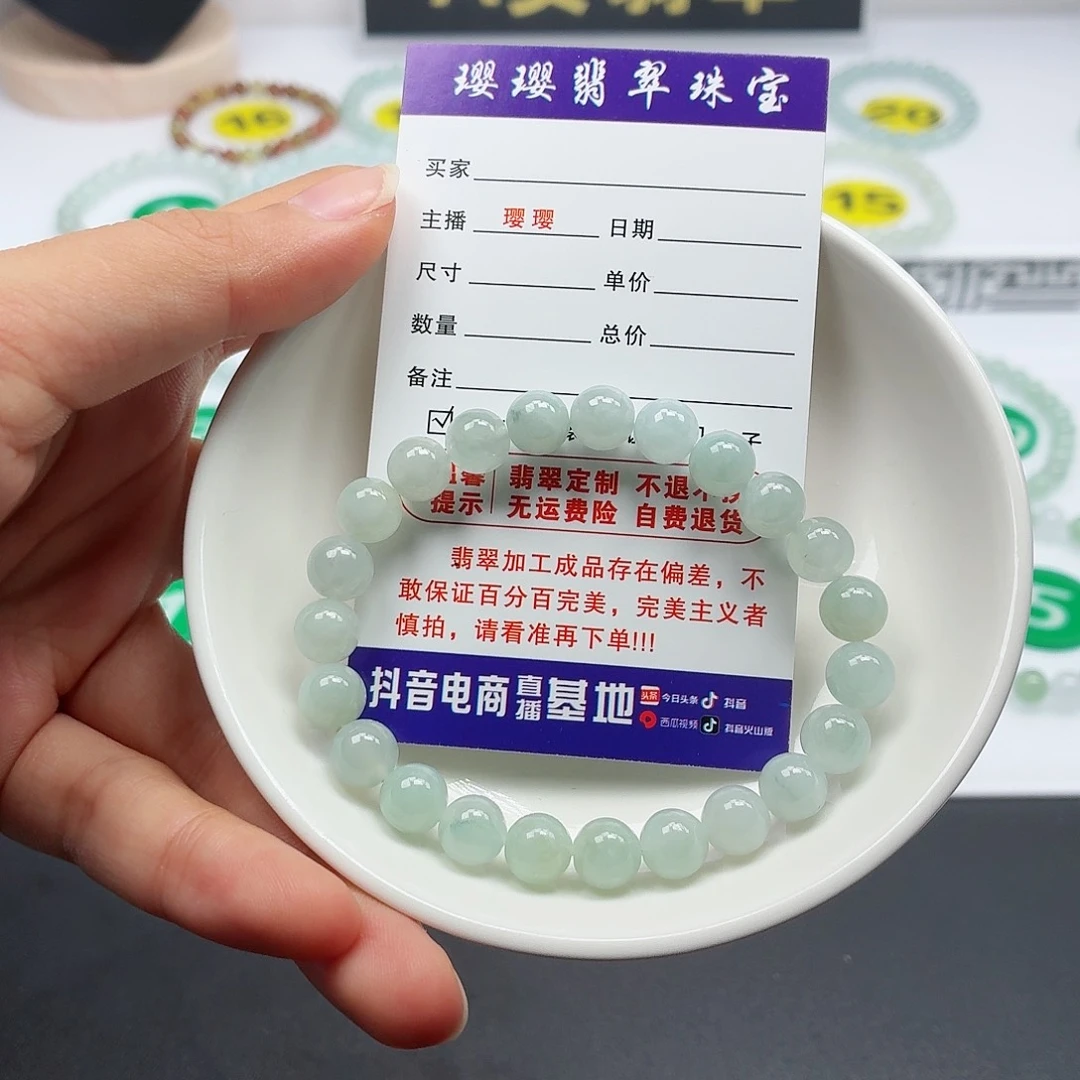 16
20
15
璎璎翡翠珠宝
买家
主播 璎璎 日期
尺寸 单价
数量 总价
备注
提示
翡翠定制 不退不
无运费险 自费退货
翡翠加工成品存在偏差，不
敢保证百分百完美，完美主义者
慎拍，请看准再下单!!!
抖音电商直播基地
头条 今日头条 抖音
西瓜视频 抖音火山版
5